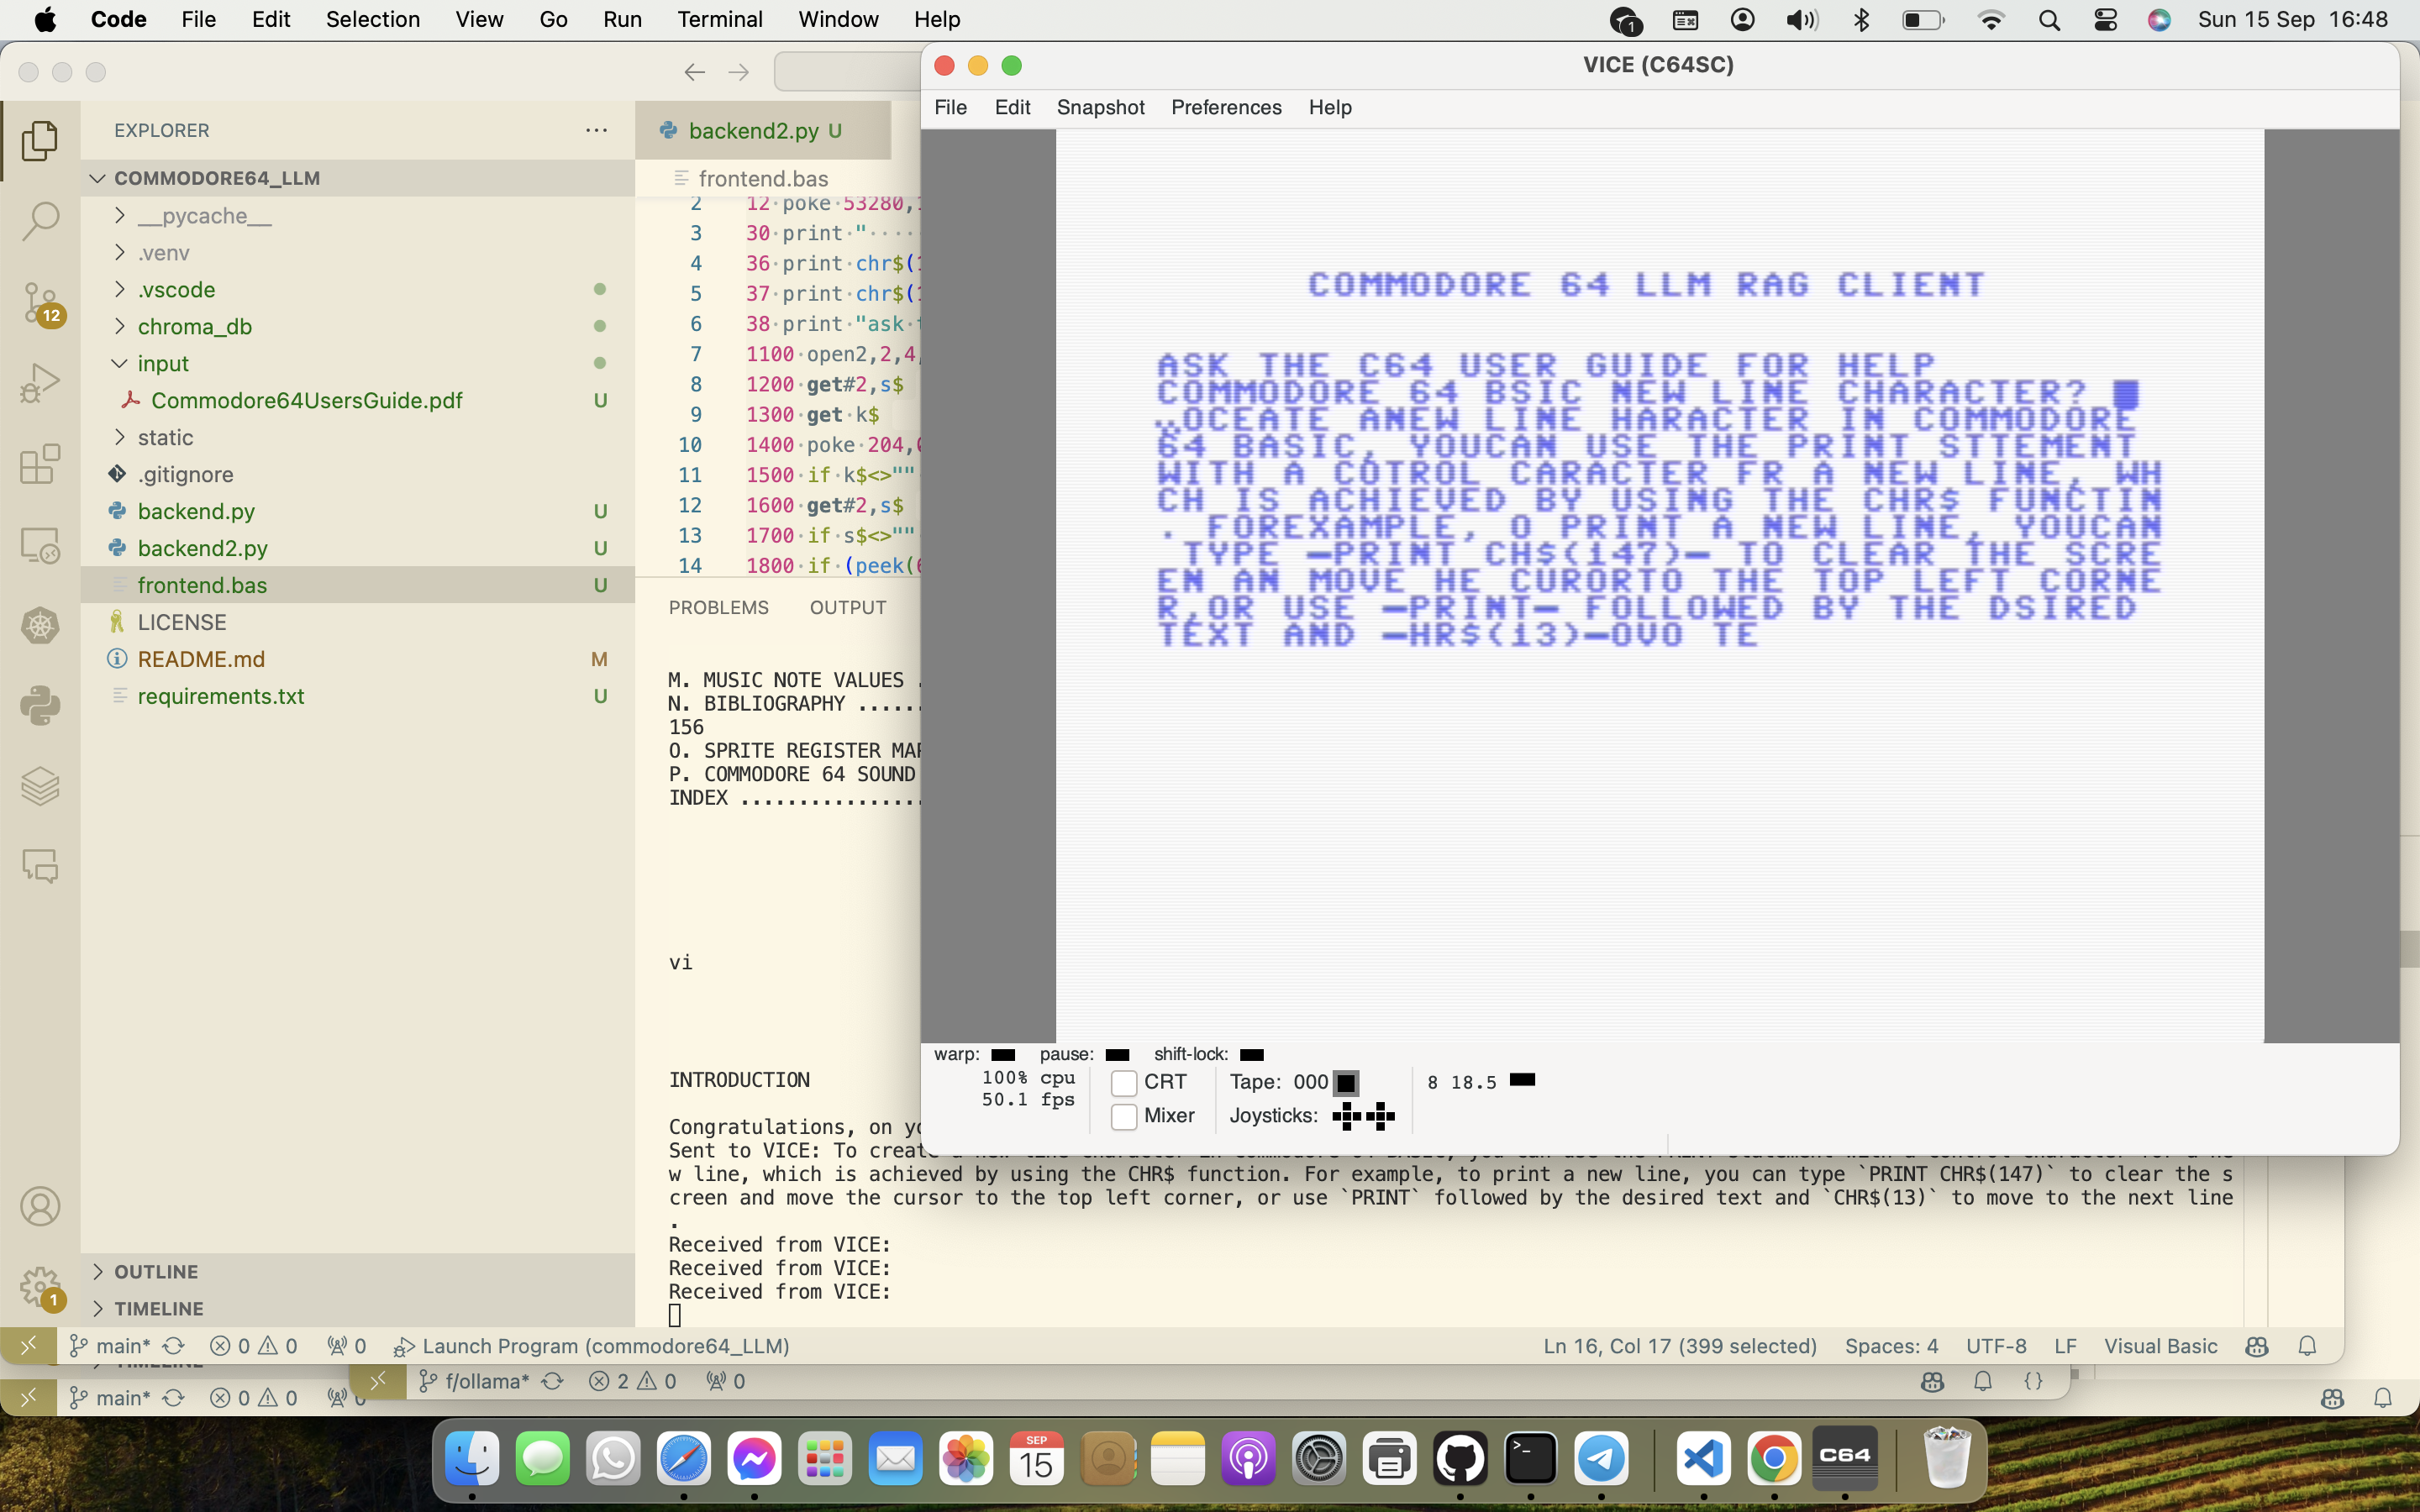 Code File Edit Selection View Go Run Terminal Window Help
1
Sun 15 Sep 16:48
EXPLORER
COMMODORE64_LLM
__pycache__
.venv
.vscode
chroma_db
input
Commodore64UsersGuide.pdf U
static
.gitignore
backend.py U
backend2.py U
frontend.bas U
LICENSE
README.md M
requirements.txt U
12
1
OUTLINE
TIMELINE
backend2.py U
frontend.bas
2 12 poke 53280,
3 30 print "
4 36 print chr$(
5 37 print chr$(
6 38 print "ask
7 1100 open2,2,4,
8 1200 get#2,s$
9 1300 get k$
10 1400 poke 204,
11 1500 if k$<>""
12 1600 get#2,s$
13 1700 if s$<>""
14 1800 if (peek(
PROBLEMS OUTPUT
M. MUSIC NOTE VALUES .
N. BIBLIOGRAPHY .....
156
O. SPRITE REGISTER MAP
P. COMMODORE 64 SOUND
INDEX ...............
vi
INTRODUCTION
Congratulations, on yo
Sent to VICE: To create a new line character in Commodore 64 BASIC, you can use the PRINT statement with a control character for a ne
w line, which is achieved by using the CHR$ function. For example, to print a new line, you can type `PRINT CHR$(147)` to clear the s
creen and move the cursor to the top left corner, or use `PRINT` followed by the desired text and `CHR$(13)` to move to the next line
.
Received from VICE:
Received from VICE:
Received from VICE:
VICE (C64SC)
File Edit Snapshot Preferences Help
COMMODORE 64 LLM RAG CLIENT
ASK THE C64 USER GUIDE FOR HELP
COMMODORE 64 BSIC NEW LINE CHARACTER?
OCEATE ANEW LINE HARACTER IN COMMODORE
64 BASIC, YOUCAN USE THE PRINT STTEMENT
WITH A COTROL CARACTER FR A NEW LINE, WH
CH IS ACHIEVED BY USING THE CHR$ FUNCTIN
. FOREXAMPLE, O PRINT A NEW LINE, YOUCAN
TYPE ─PRINT CH$(147)─ TO CLEAR THE SCRE
EN AN MOVE HE CURORTO THE TOP LEFT CORNE
R,OR USE ─PRINT─ FOLLOWED BY THE DSIRED
TEXT AND ─HR$(13)─OVO TE
warp: pause: shift-lock:
100% cpu
50.1 fps
CRT
Mixer
Tape: 000
Joysticks:
8 18.5
main* 0 0 0 Launch Program (commodore64_LLM)
Ln 16, Col 17 (399 selected) Spaces: 4 UTF-8 LF Visual Basic
TIMELINE
f/ollama* 2 0 0
{}
main* 0 0 0
SEP
15
C64